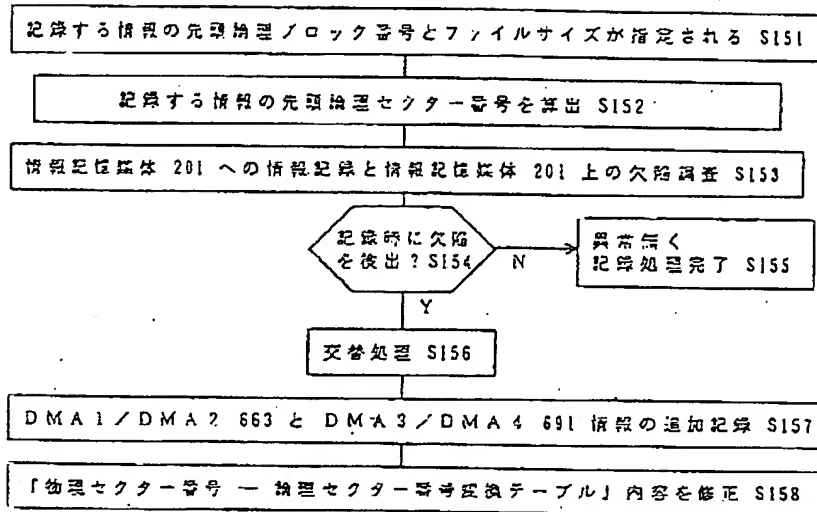 記録する情報の先頭論理ブロック番号とファイルサイズが指定される S151
記録する情報の先頭論理セクター番号を算出 S152
情報記憶媒体 201 への情報記録と情報記憶媒体 201 上の欠陥調査 S153
記録時に欠陥
を検出？S154
N
異常無く
記録処理完了 S155
Y
交替処理 S156
DMA1／DMA2 663 と DMA3／DMA4 691 情報の追加記録 S157
『物理セクター番号 ― 論理セクター番号変換テーブル』内容を修正 S158